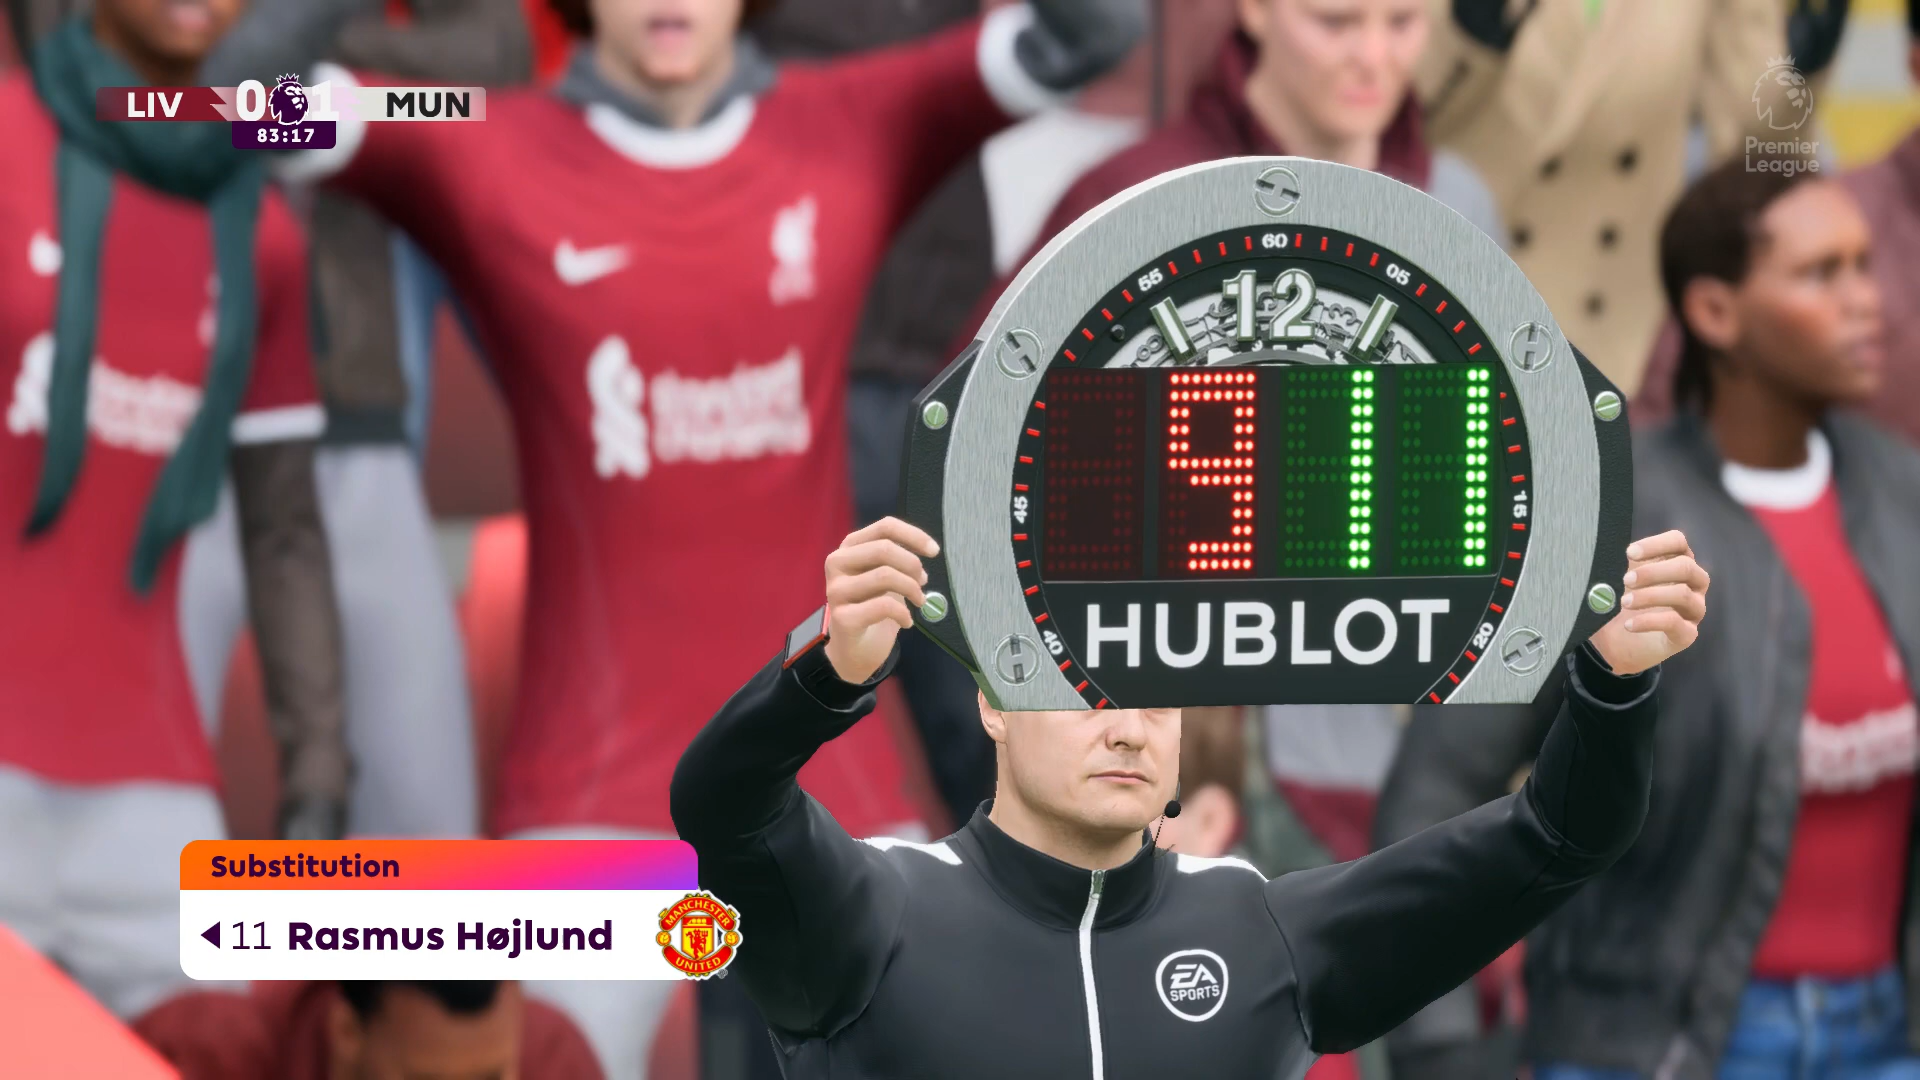 LIV 0 1 MUN
83:17
Premier
League
60
55 05
12
9 11
45 15
HUBLOT
40 20
Substitution
11 Rasmus Højlund
MANCHESTER
UNITED
EA
SPORTS